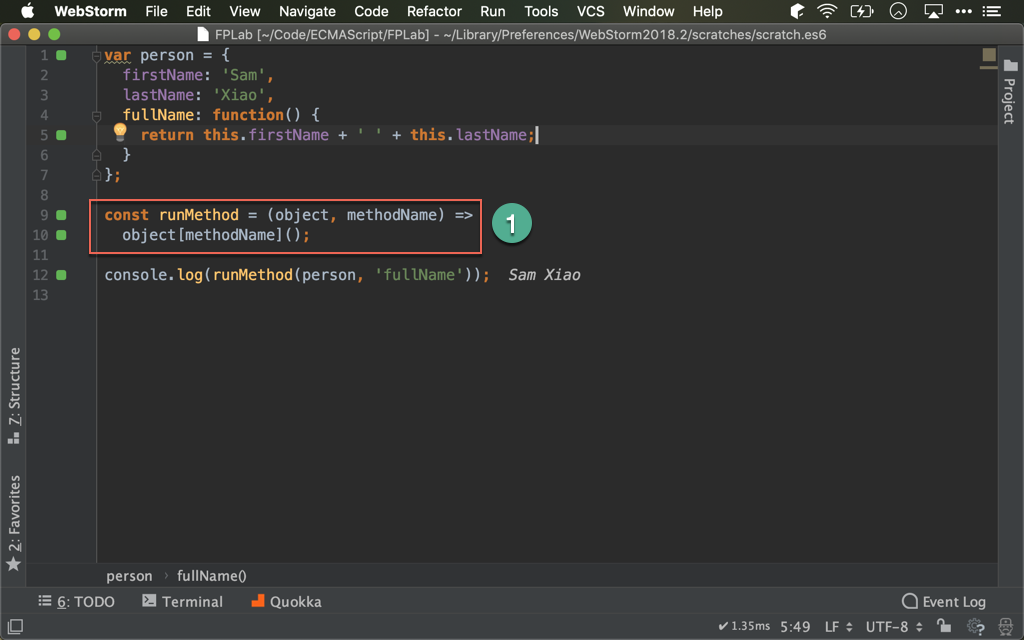 WebStorm File Edit View Navigate Code Refactor Run Tools VCS Window Help
FPLab [~/Code/ECMAScript/FPLab] - ~/Library/Preferences/WebStorm2018.2/scratches/scratch.es6
1 var person = {
2   firstName: 'Sam',
3   lastName: 'Xiao',
4   fullName: function() {
5     return this.firstName + ' ' + this.lastName;
6   }
7 };
8
9 const runMethod = (object, methodName) =>
10   object[methodName]();
11
12 console.log(runMethod(person, 'fullName'));  Sam Xiao
13
1
Project
Z: Structure
2: Favorites
person › fullName()
6: TODO Terminal Quokka Event Log
✔ 1.35ms 5:49 LF UTF-8